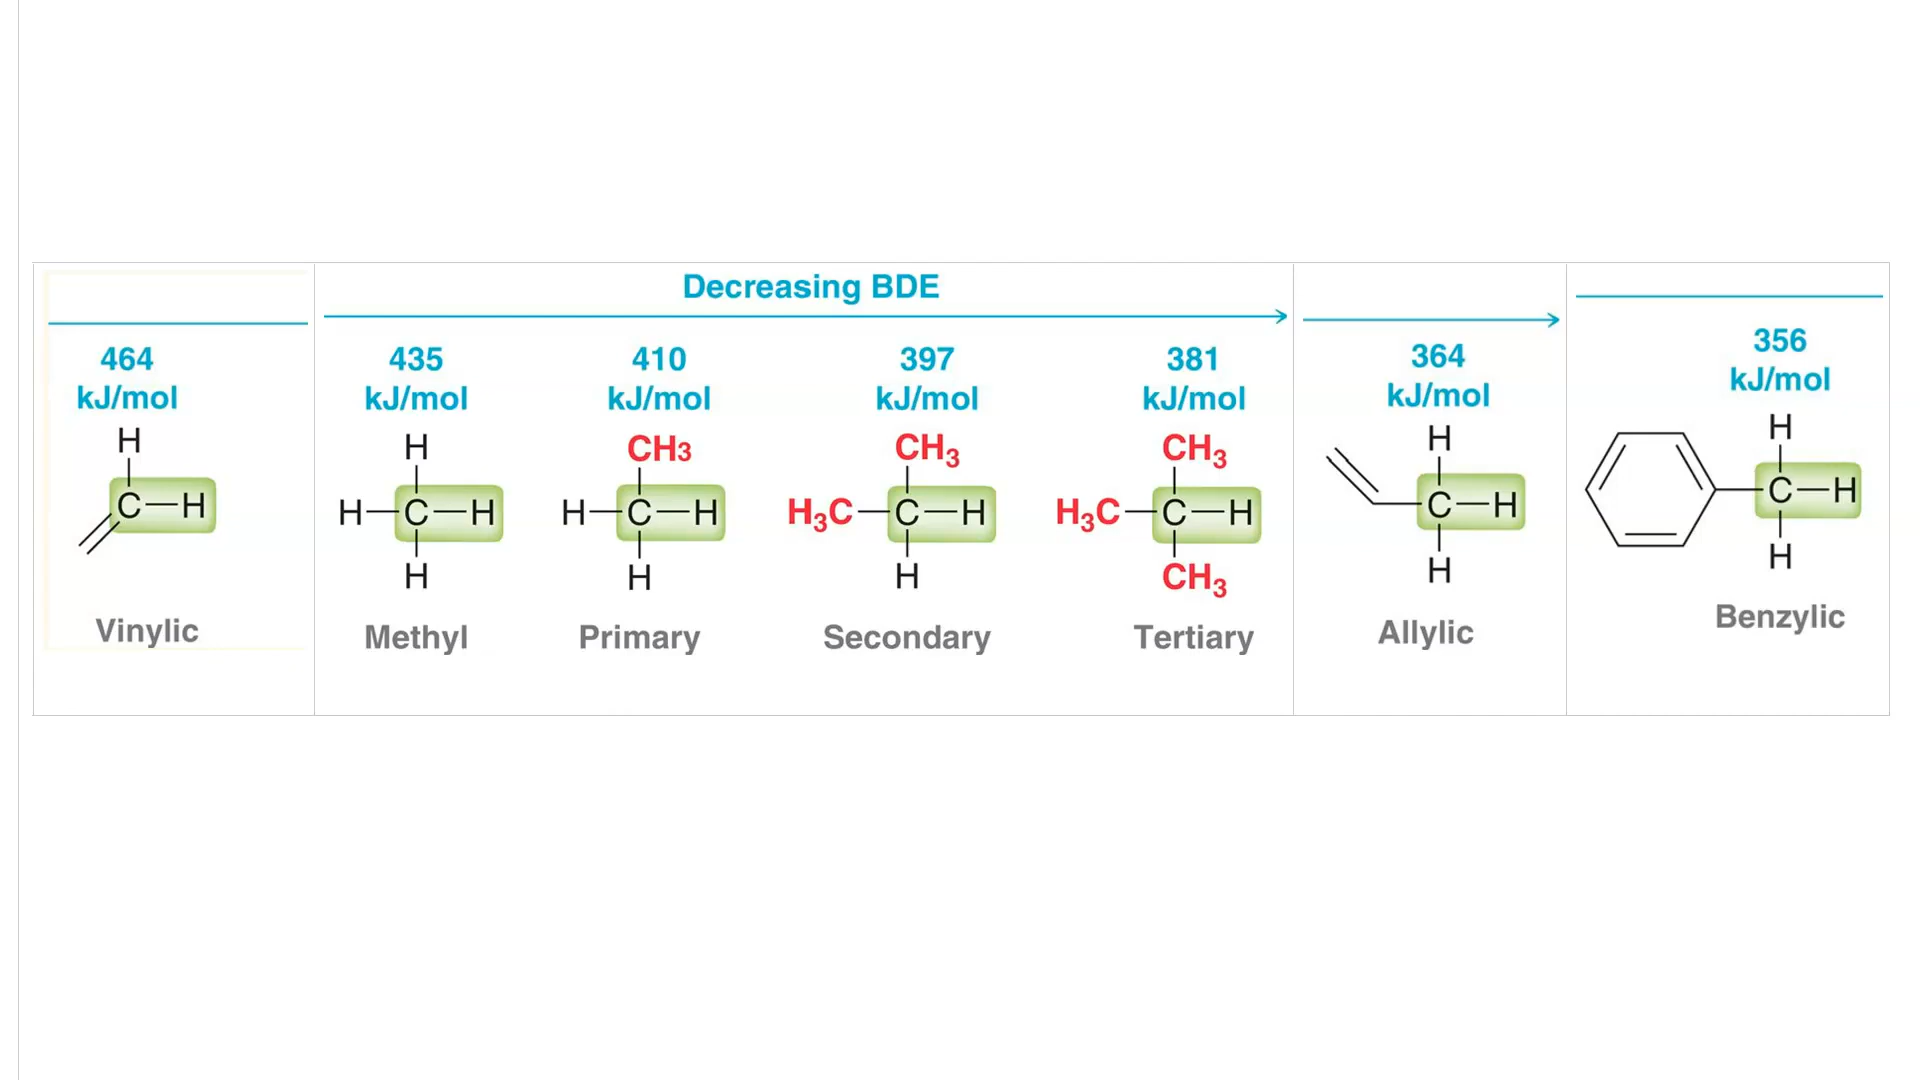 Decreasing BDE
464
kJ/mol
H
C—H
Vinylic
435
kJ/mol
H
H—C—H
H
Methyl
410
kJ/mol
CH3
H—C—H
H
Primary
397
kJ/mol
CH₃
H₃C—C—H
H
Secondary
381
kJ/mol
CH₃
H₃C—C—H
CH₃
Tertiary
364
kJ/mol
H
C—H
H
Allylic
356
kJ/mol
H
C—H
H
Benzylic